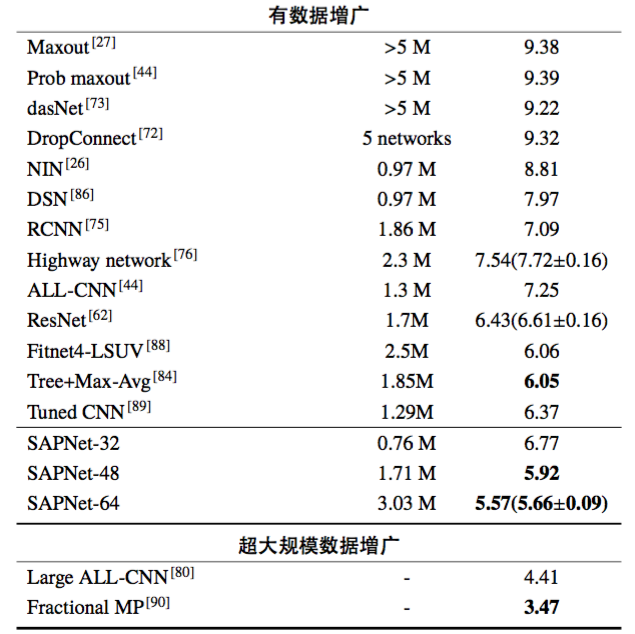 有数据增广
Maxout[27] >5 M 9.38
Prob maxout[44] >5 M 9.39
dasNet[73] >5 M 9.22
DropConnect[72] 5 networks 9.32
NIN[26] 0.97 M 8.81
DSN[86] 0.97 M 7.97
RCNN[75] 1.86 M 7.09
Highway network[76] 2.3 M 7.54(7.72±0.16)
ALL-CNN[44] 1.3 M 7.25
ResNet[62] 1.7M 6.43(6.61±0.16)
Fitnet4-LSUV[88] 2.5M 6.06
Tree+Max-Avg[84] 1.85M 6.05
Tuned CNN[89] 1.29M 6.37
SAPNet-32 0.76 M 6.77
SAPNet-48 1.71 M 5.92
SAPNet-64 3.03 M 5.57(5.66±0.09)
超大规模数据增广
Large ALL-CNN[80] - 4.41
Fractional MP[90] - 3.47